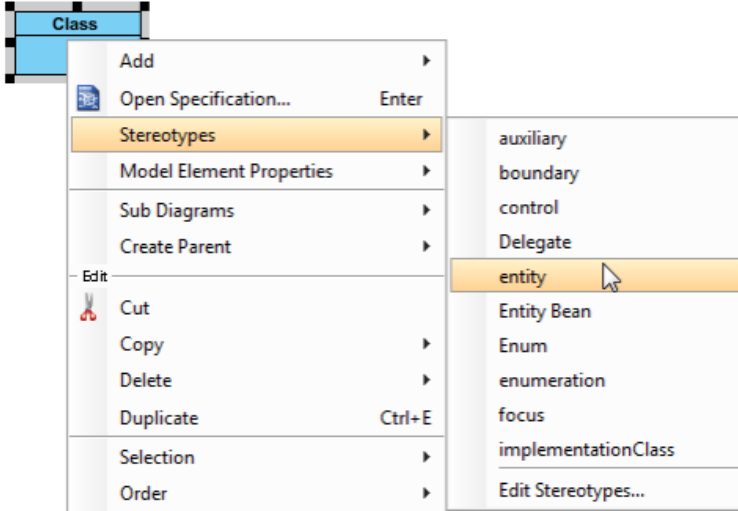 Class
Add
Open Specification... Enter
Stereotypes
Model Element Properties
Sub Diagrams
Create Parent
Edit
Cut
Copy
Delete
Duplicate Ctrl+E
Selection
Order
auxiliary
boundary
control
Delegate
entity
Entity Bean
Enum
enumeration
focus
implementationClass
Edit Stereotypes...